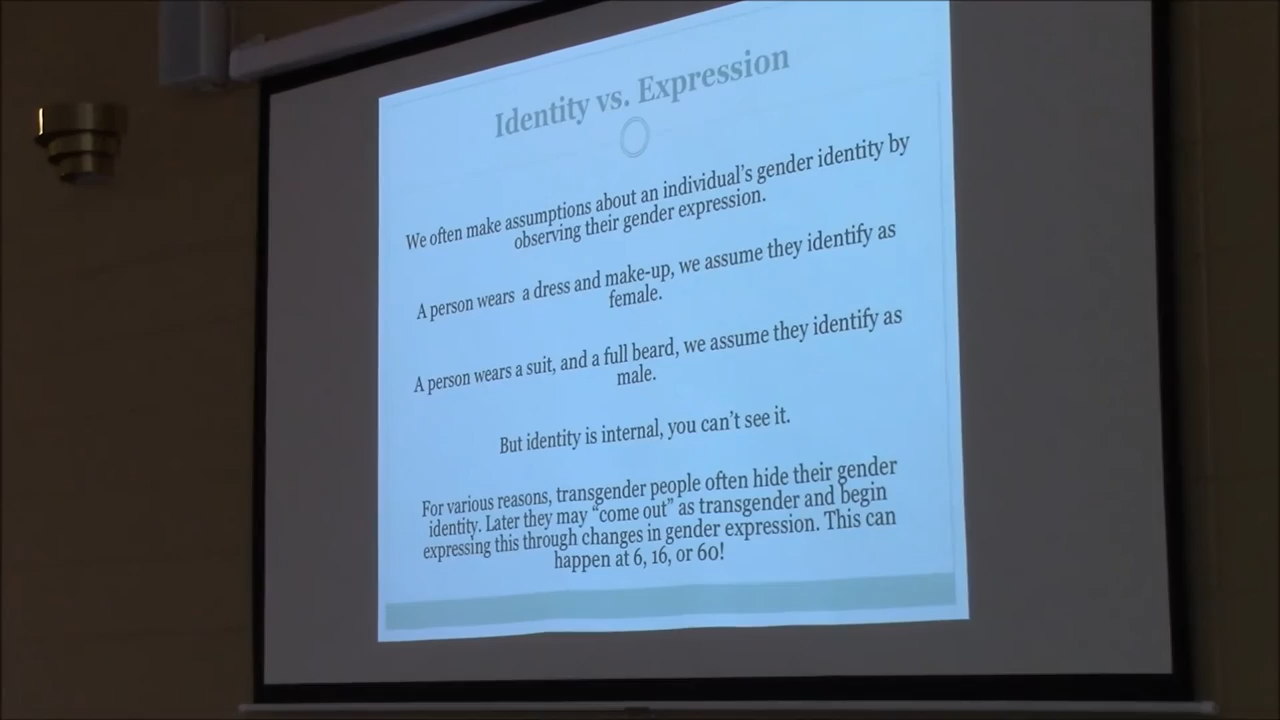 Identity vs. Expression
We often make assumptions about an individual's gender identity by
observing their gender expression.
A person wears a dress and make-up, we assume they identify as
female.
A person wears a suit, and a full beard, we assume they identify as
male.
But identity is internal, you can't see it.
For various reasons, transgender people often hide their gender
identity. Later they may “come out” as transgender and begin
expressing this through changes in gender expression. This can
happen at 6, 16, or 60!